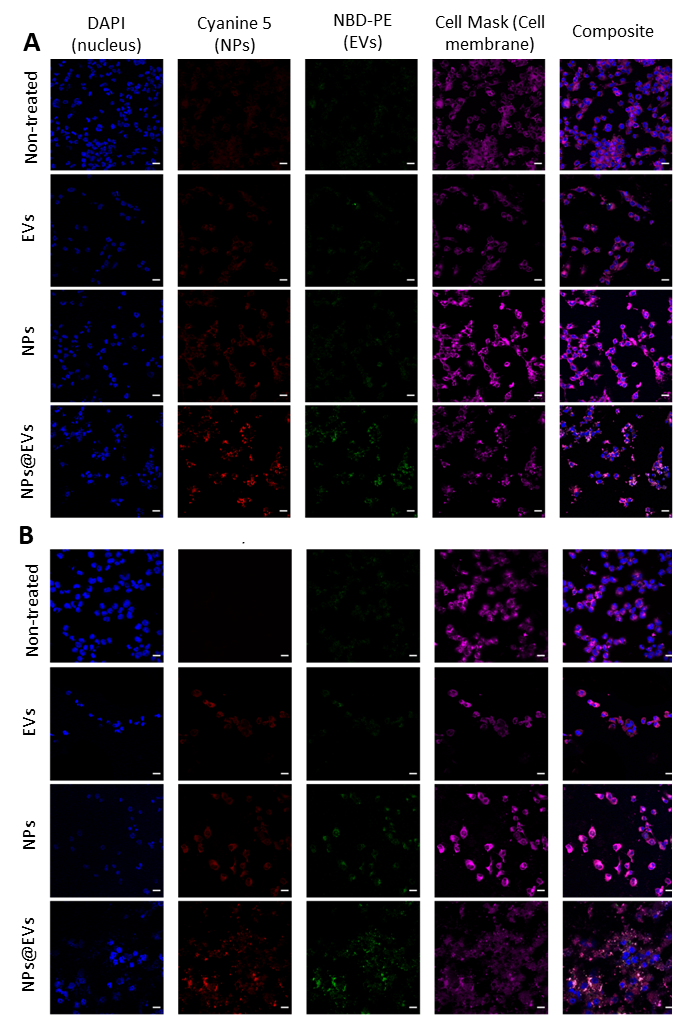 A
DAPI
(nucleus)
Cyanine 5
(NPs)
NBD-PE
(EVs)
Cell Mask (Cell
membrane)
Composite
Non-treated
EVs
NPs
NPs@EVs
B
Non-treated
EVs
NPs
NPs@EVs